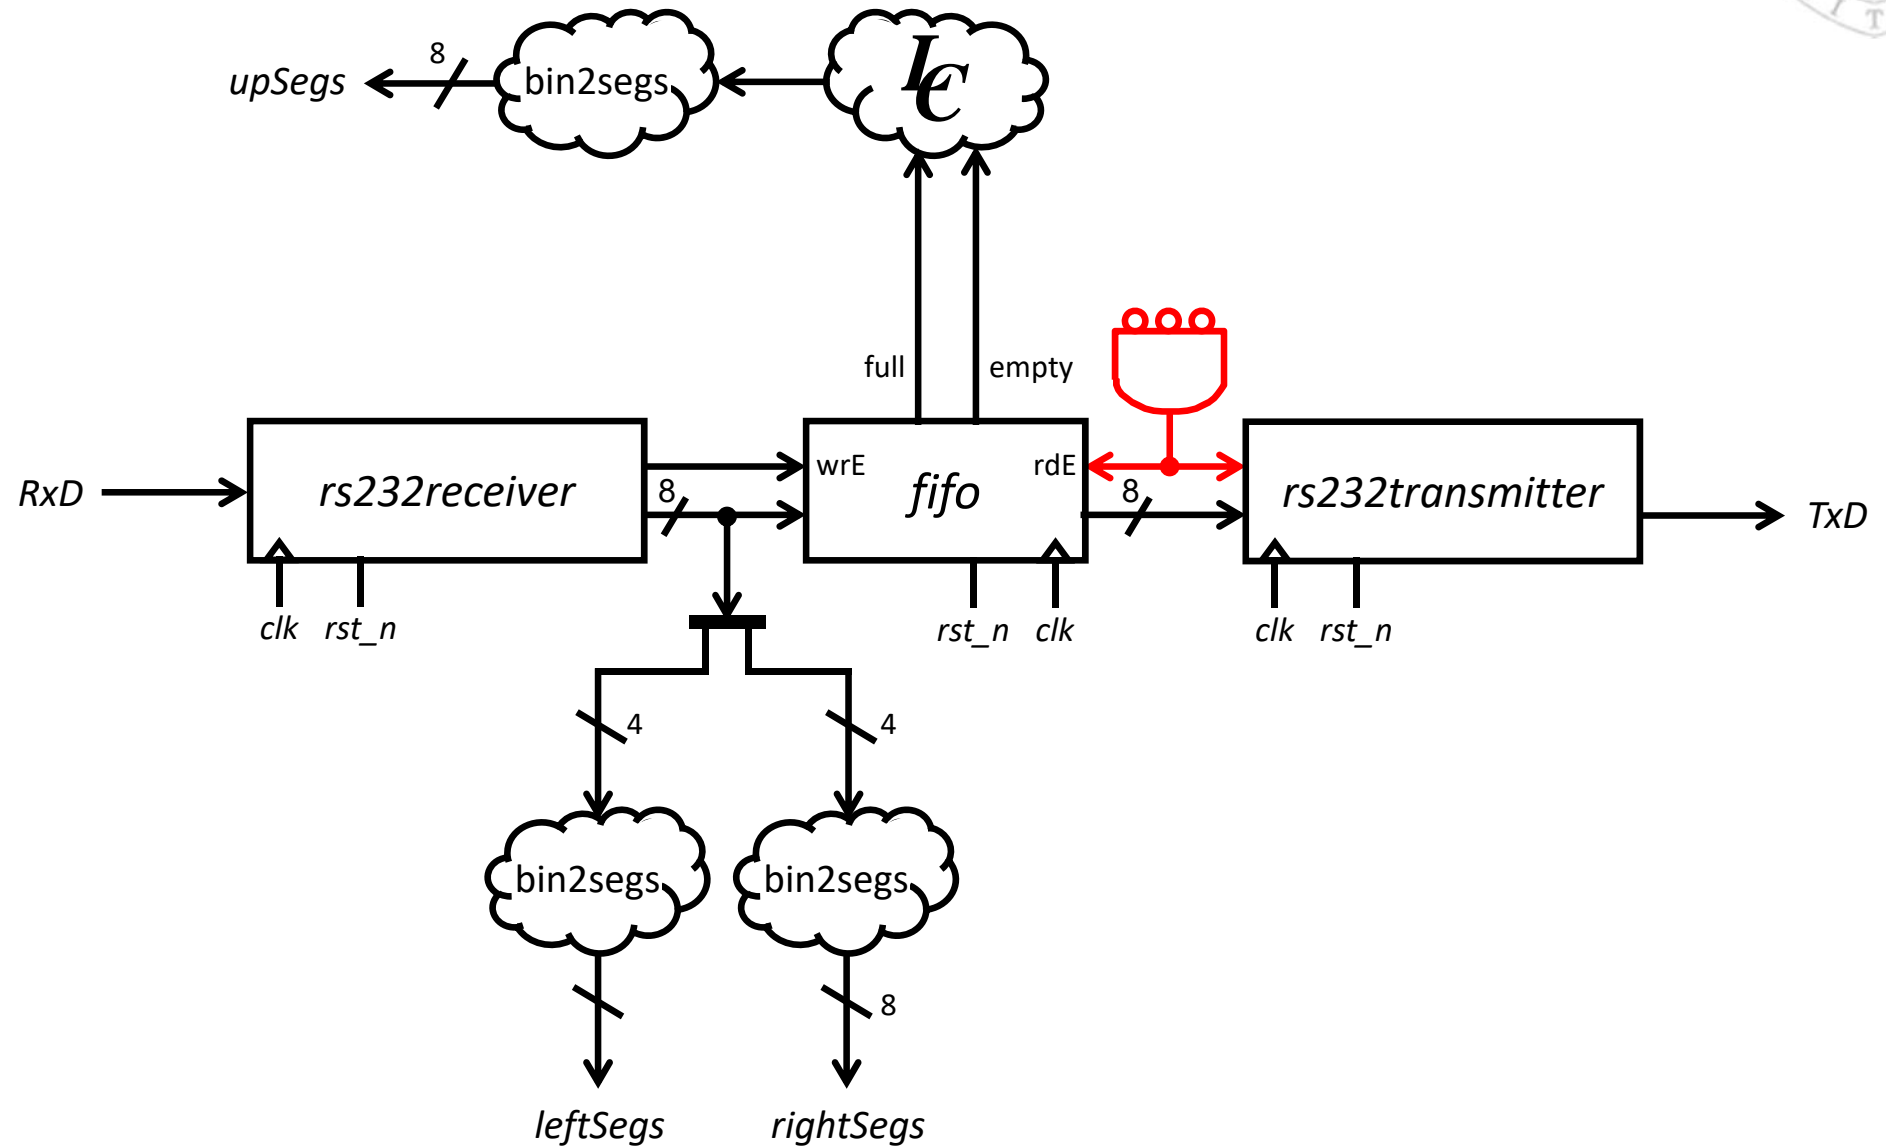 8
upSegs
bin2segs
LC
full
empty
RxD
rs232receiver
8
wrE
fifo
rdE
8
rs232transmitter
TxD
clk
rst_n
rst_n
clk
clk
rst_n
4
4
bin2segs
bin2segs
8
leftSegs
rightSegs